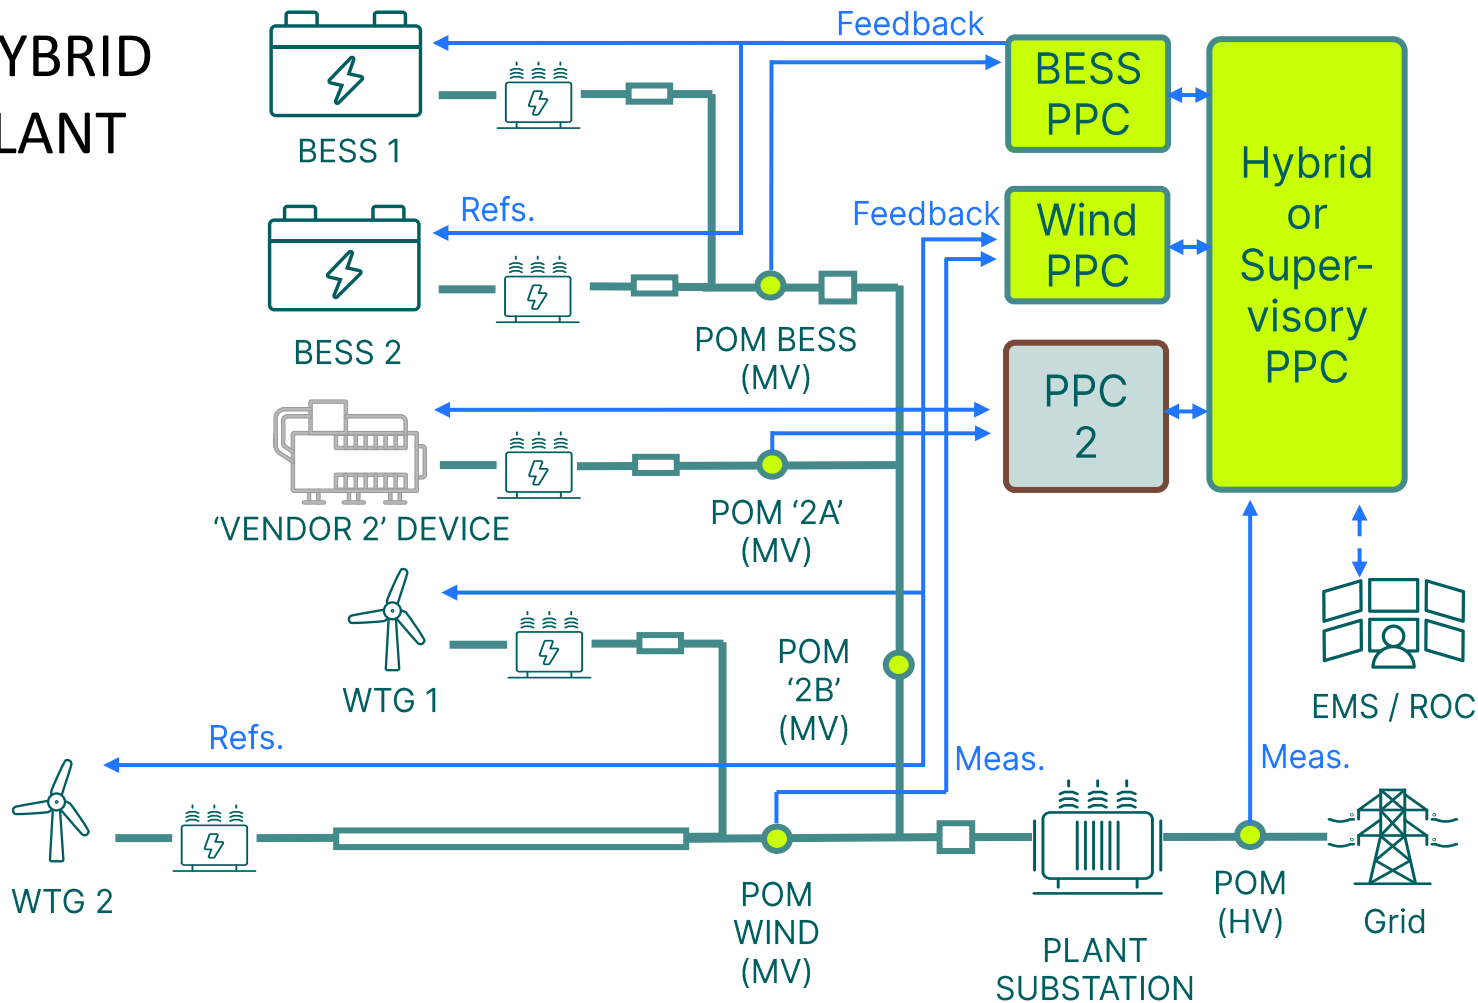 YBRID
LANT
Feedback
BESS
PPC
BESS 1
Hybrid
or
Super-
visory
PPC
Refs.
Feedback
Wind
PPC
BESS 2
POM BESS
(MV)
PPC
2
‘VENDOR 2’ DEVICE
POM ‘2A’
(MV)
WTG 1
POM
‘2B’
(MV)
EMS / ROC
Refs.
Meas.
Meas.
WTG 2
POM
WIND
(MV)
PLANT
SUBSTATION
POM
(HV)
Grid